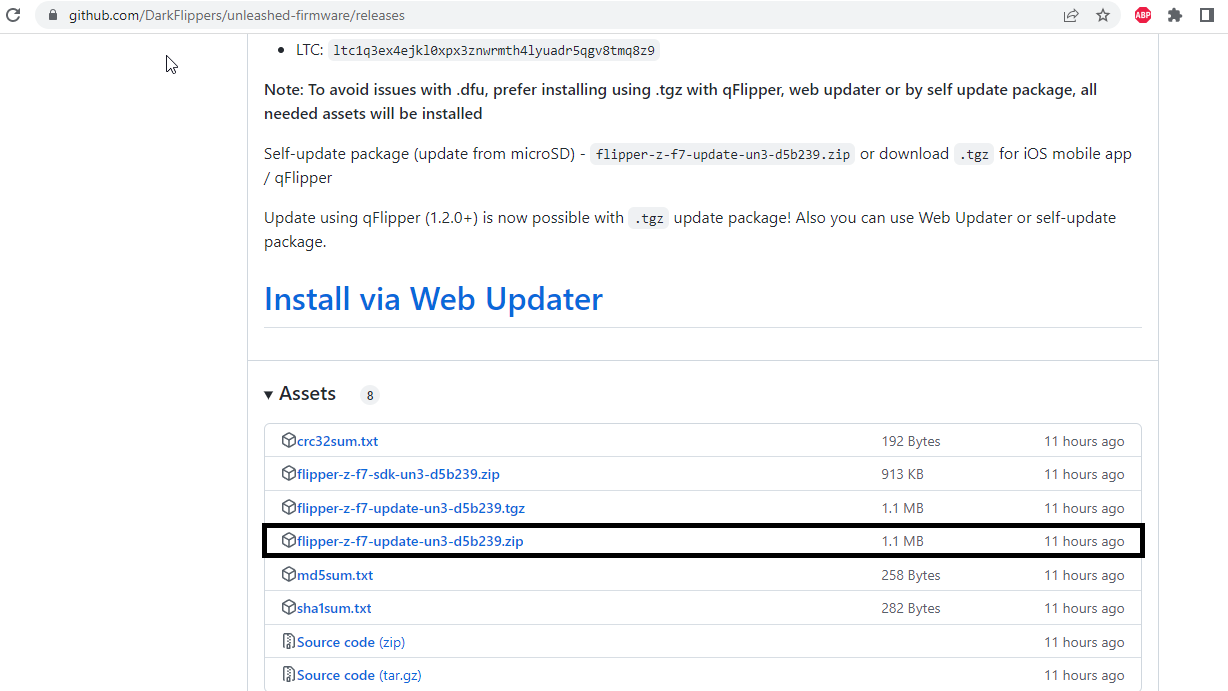 github.com/DarkFlippers/unleashed-firmware/releases
ABP
• LTC: ltc1q3ex4ejkl0xpx3znwrmth4lyuadr5qgv8tmq8z9
Note: To avoid issues with .dfu, prefer installing using .tgz with qFlipper, web updater or by self update package, all
needed assets will be installed
Self-update package (update from microSD) - flipper-z-f7-update-un3-d5b239.zip or download .tgz for iOS mobile app
/ qFlipper
Update using qFlipper (1.2.0+) is now possible with .tgz update package! Also you can use Web Updater or self-update
package.
Install via Web Updater
Assets 8
crc32sum.txt 192 Bytes 11 hours ago
flipper-z-f7-sdk-un3-d5b239.zip 913 KB 11 hours ago
flipper-z-f7-update-un3-d5b239.tgz 1.1 MB 11 hours ago
flipper-z-f7-update-un3-d5b239.zip 1.1 MB 11 hours ago
md5sum.txt 258 Bytes 11 hours ago
sha1sum.txt 282 Bytes 11 hours ago
Source code (zip) 11 hours ago
Source code (tar.gz) 11 hours ago